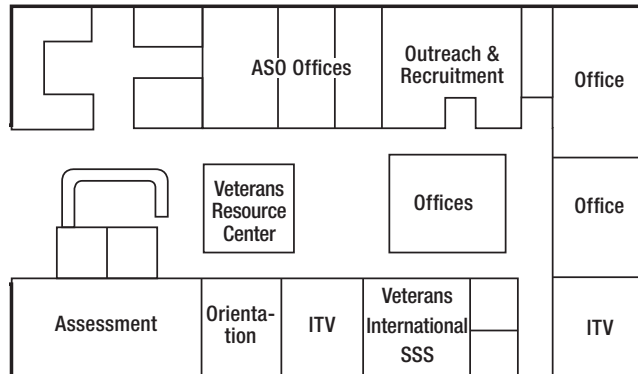 ASO Offices
Outreach &
Recruitment
Office
Veterans
Resource
Center
Offices
Office
Assessment
Orienta-
tion
ITV
Veterans
International
SSS
ITV